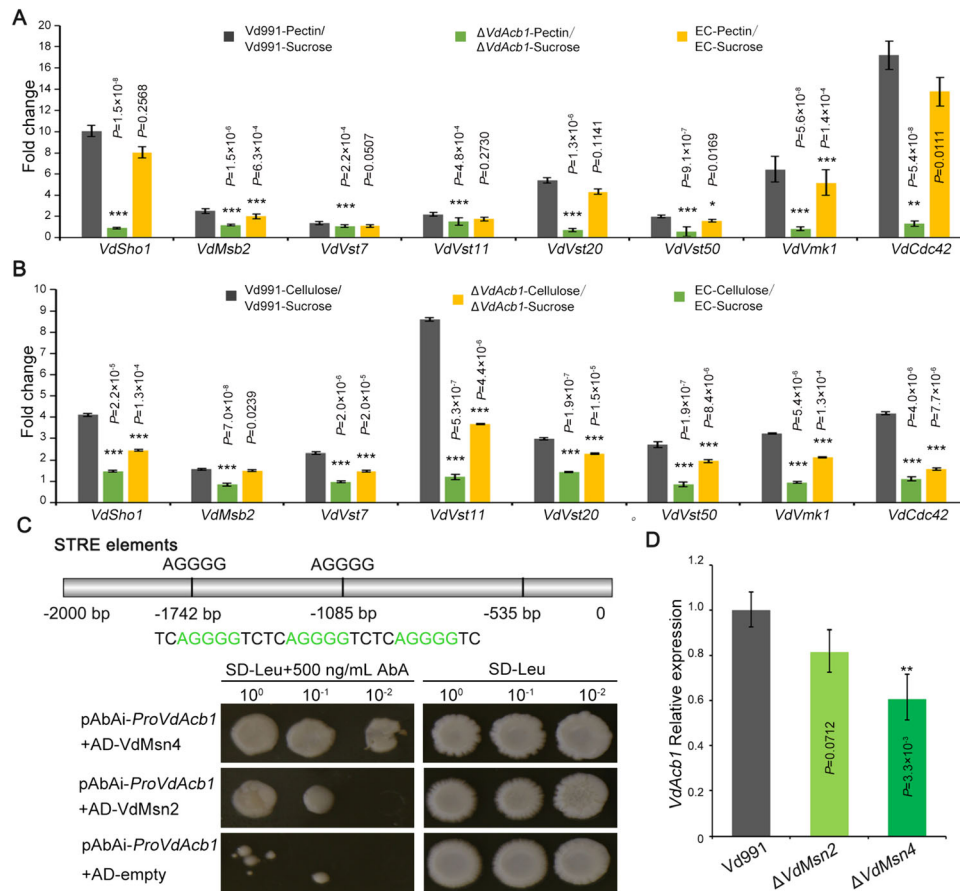 A
Vd991-Pectin/
Vd991-Sucrose
ΔVdAcb1-Pectin/
ΔVdAcb1-Sucrose
EC-Pectin/
EC-Sucrose
Fold change
20
18
16
14
12
10
8
6
4
2
0
P=1.5×10⁻⁸
P=0.2568
P=1.5×10⁻⁶
P=6.3×10⁻⁴
P=2.2×10⁻⁴
P=0.0507
P=4.8×10⁻⁴
P=0.2730
P=1.3×10⁻⁶
P=0.1141
P=9.1×10⁻⁷
P=0.0169
P=5.6×10⁻⁸
P=1.4×10⁻⁴
P=5.4×10⁻⁸
P=0.0111
*** *** *** *** *** *** *** * *** *** **
VdSho1 VdMsb2 VdVst7 VdVst11 VdVst20 VdVst50 VdVmk1 VdCdc42
B
Vd991-Cellulose/
Vd991-Sucrose
ΔVdAcb1-Cellulose/
ΔVdAcb1-Sucrose
EC-Cellulose/
EC-Sucrose
Fold change
10
9
8
7
6
5
4
3
2
1
0
P=2.2×10⁻⁵
P=1.3×10⁻⁴
P=7.0×10⁻⁸
P=0.0239
P=2.0×10⁻⁶
P=2.0×10⁻⁵
P=5.3×10⁻⁷
P=4.4×10⁻⁶
P=1.9×10⁻⁷
P=1.5×10⁻⁵
P=1.9×10⁻⁷
P=8.4×10⁻⁶
P=5.4×10⁻⁶
P=1.3×10⁻⁴
P=4.0×10⁻⁶
P=7.7×10⁻⁶
*** *** *** *** *** *** *** *** *** *** *** *** *** *** ***
VdSho1 VdMsb2 VdVst7 VdVst11 VdVst20 VdVst50 VdVmk1 VdCdc42
C
STRE elements
AGGGG AGGGG
-2000 bp -1742 bp -1085 bp -535 bp 0
TCAGGGGTCTCAGGGGTCTCAGGGGTC
SD-Leu+500 ng/mL AbA SD-Leu
10⁰ 10⁻¹ 10⁻² 10⁰ 10⁻¹ 10⁻²
pAbAi-ProVdAcb1
+AD-VdMsn4
pAbAi-ProVdAcb1
+AD-VdMsn2
pAbAi-ProVdAcb1
+AD-empty
D
VdAcb1 Relative expression
1.2
1.0
0.8
0.6
0.4
0.2
0
P=0.0712
**
P=3.3×10⁻³
Vd991 ΔVdMsn2 ΔVdMsn4